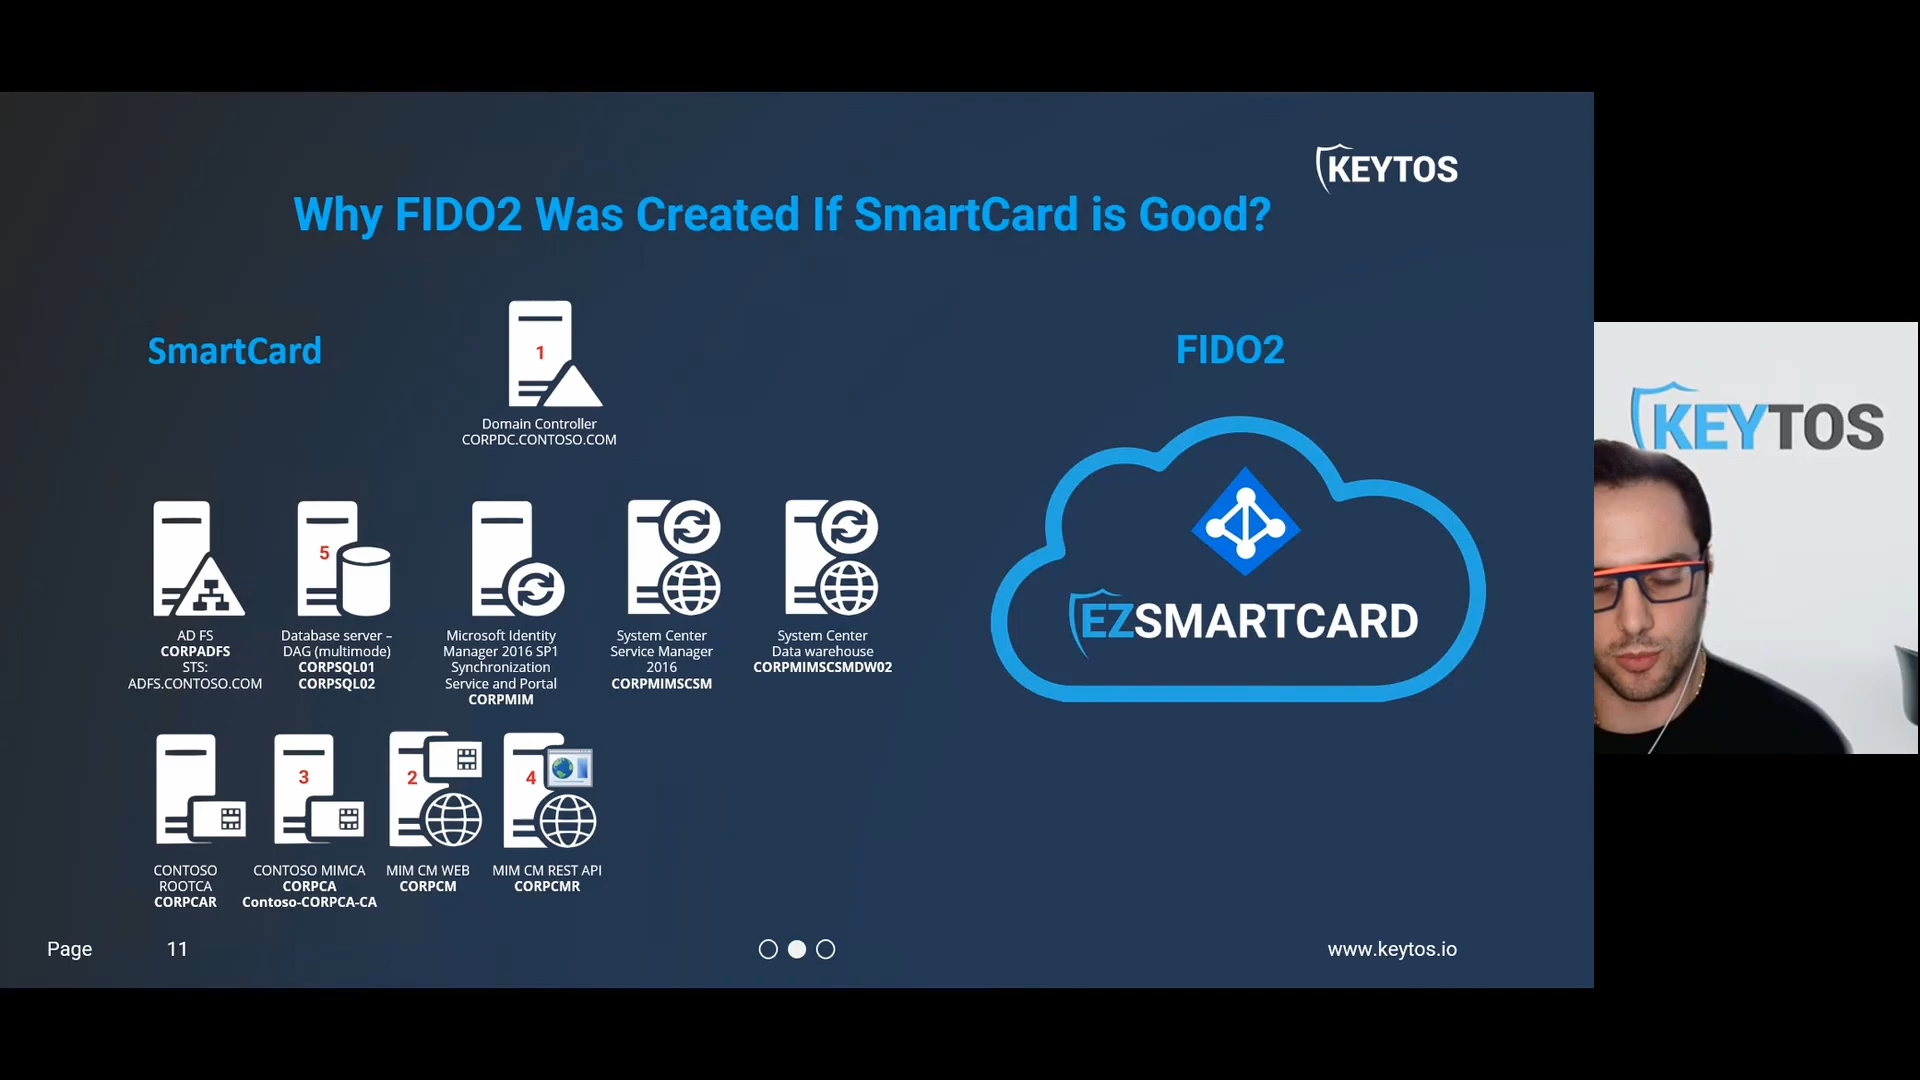 KEYTOS
Why FIDO2 Was Created If SmartCard is Good?
SmartCard
1
Domain Controller
CORPDC.CONTOSO.COM
FIDO2
KEYTOS
5
AD FS
CORPADFS
STS:
ADFS.CONTOSO.COM
Database server –
DAG (multimode)
CORPSQL01
CORPSQL02
Microsoft Identity
Manager 2016 SP1
Synchronization
Service and Portal
CORPMIM
System Center
Service Manager
2016
CORPMIMSCSM
System Center
Data warehouse
CORPMIMSCSMDW02
EZSMARTCARD
3
2
4
CONTOSO
ROOTCA
CORPCAR
CONTOSO MIMCA
CORPCA
Contoso-CORPCA-CA
MIM CM WEB
CORPCM
MIM CM REST API
CORPCMR
Page 11
www.keytos.io